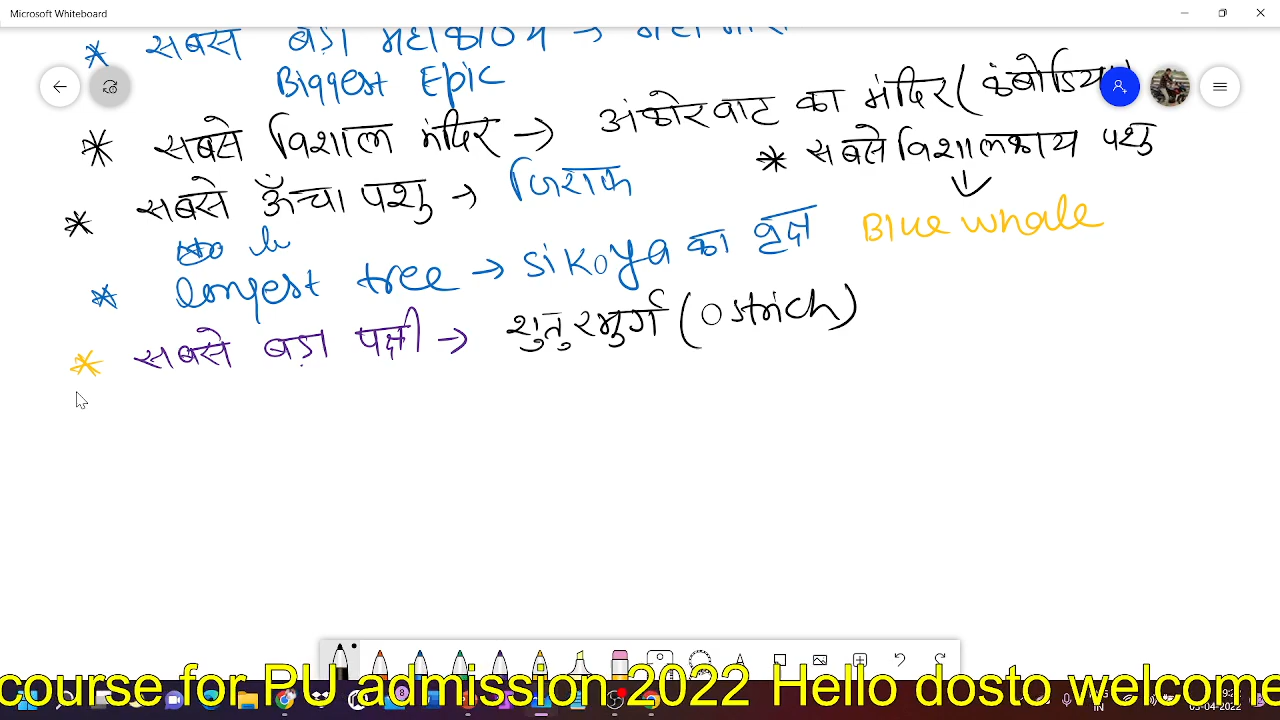 Microsoft Whiteboard
* सबसे बड़ा महाकाव्य →
Biggest Epic
* सबसे विशाल मंदिर → अंकोरवाट का मंदिर (कंबोडिया
* सबसे विशालकाय पशु
↓
Blue whale
* सबसे ऊँचा पशु → जिराफ
* longest tree → sikoya का वृक्ष
* सबसे बड़ा पक्षी → शुतुरमुर्ग (Ostrich)
course for PU admission 2022 Hello dosto welcome